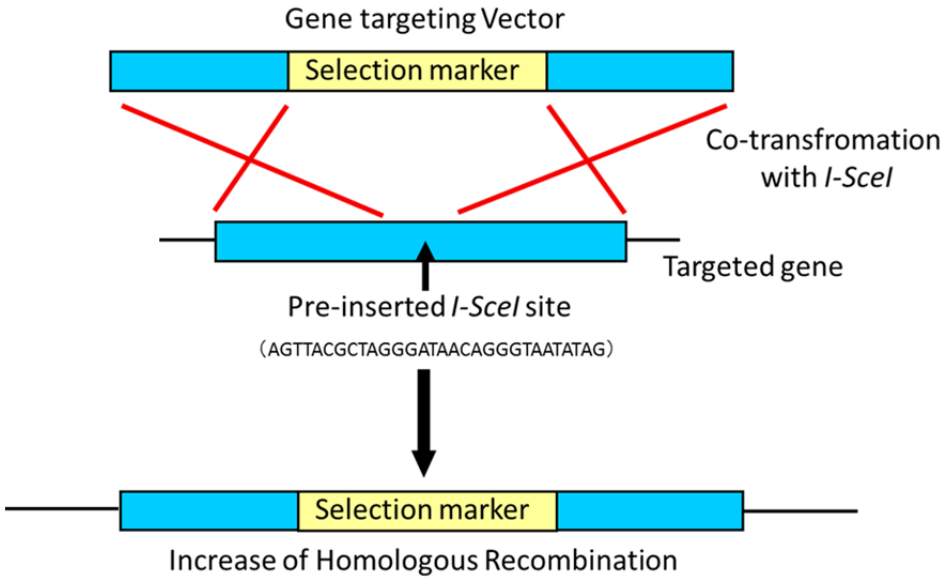 Gene targeting Vector
Selection marker
Co-transfromation
with I-SceI
Targeted gene
Pre-inserted I-SceI site
(AGTTACGCTAGGGATAACAGGGTAATATAG)
Selection marker
Increase of Homologous Recombination